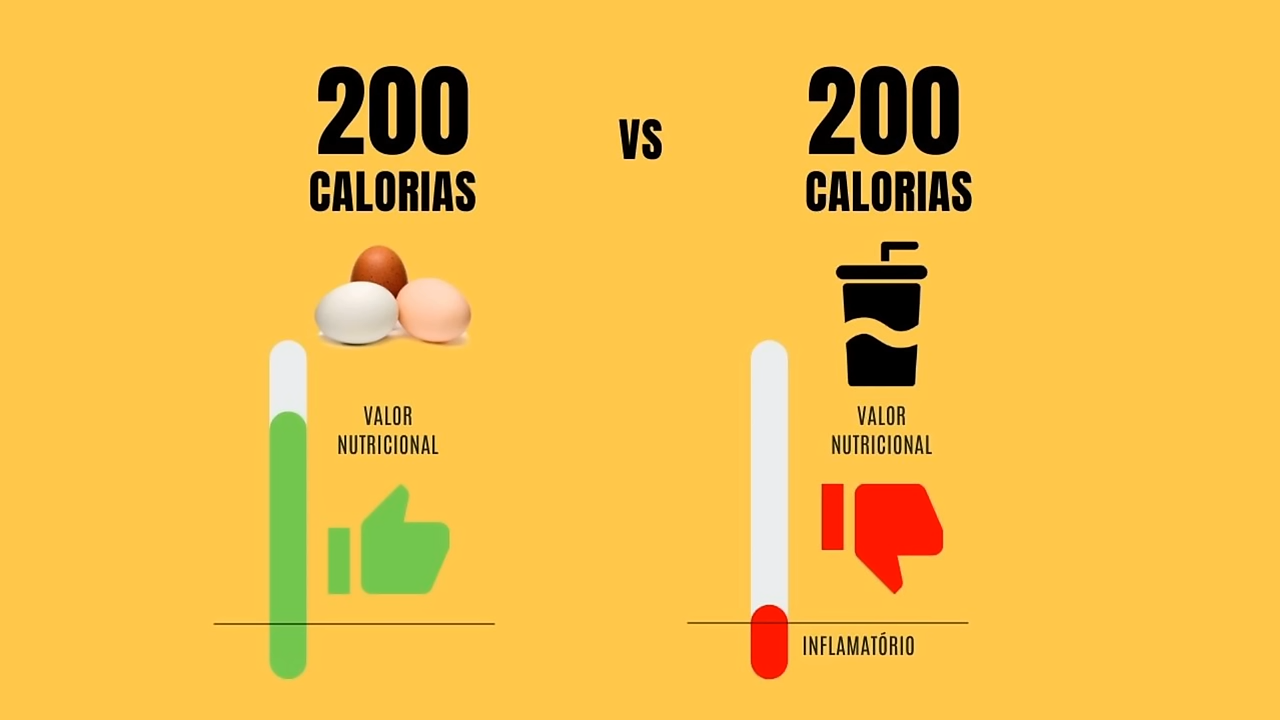 200
CALORIAS
VS
200
CALORIAS
VALOR
NUTRICIONAL
VALOR
NUTRICIONAL
INFLAMATÓRIO